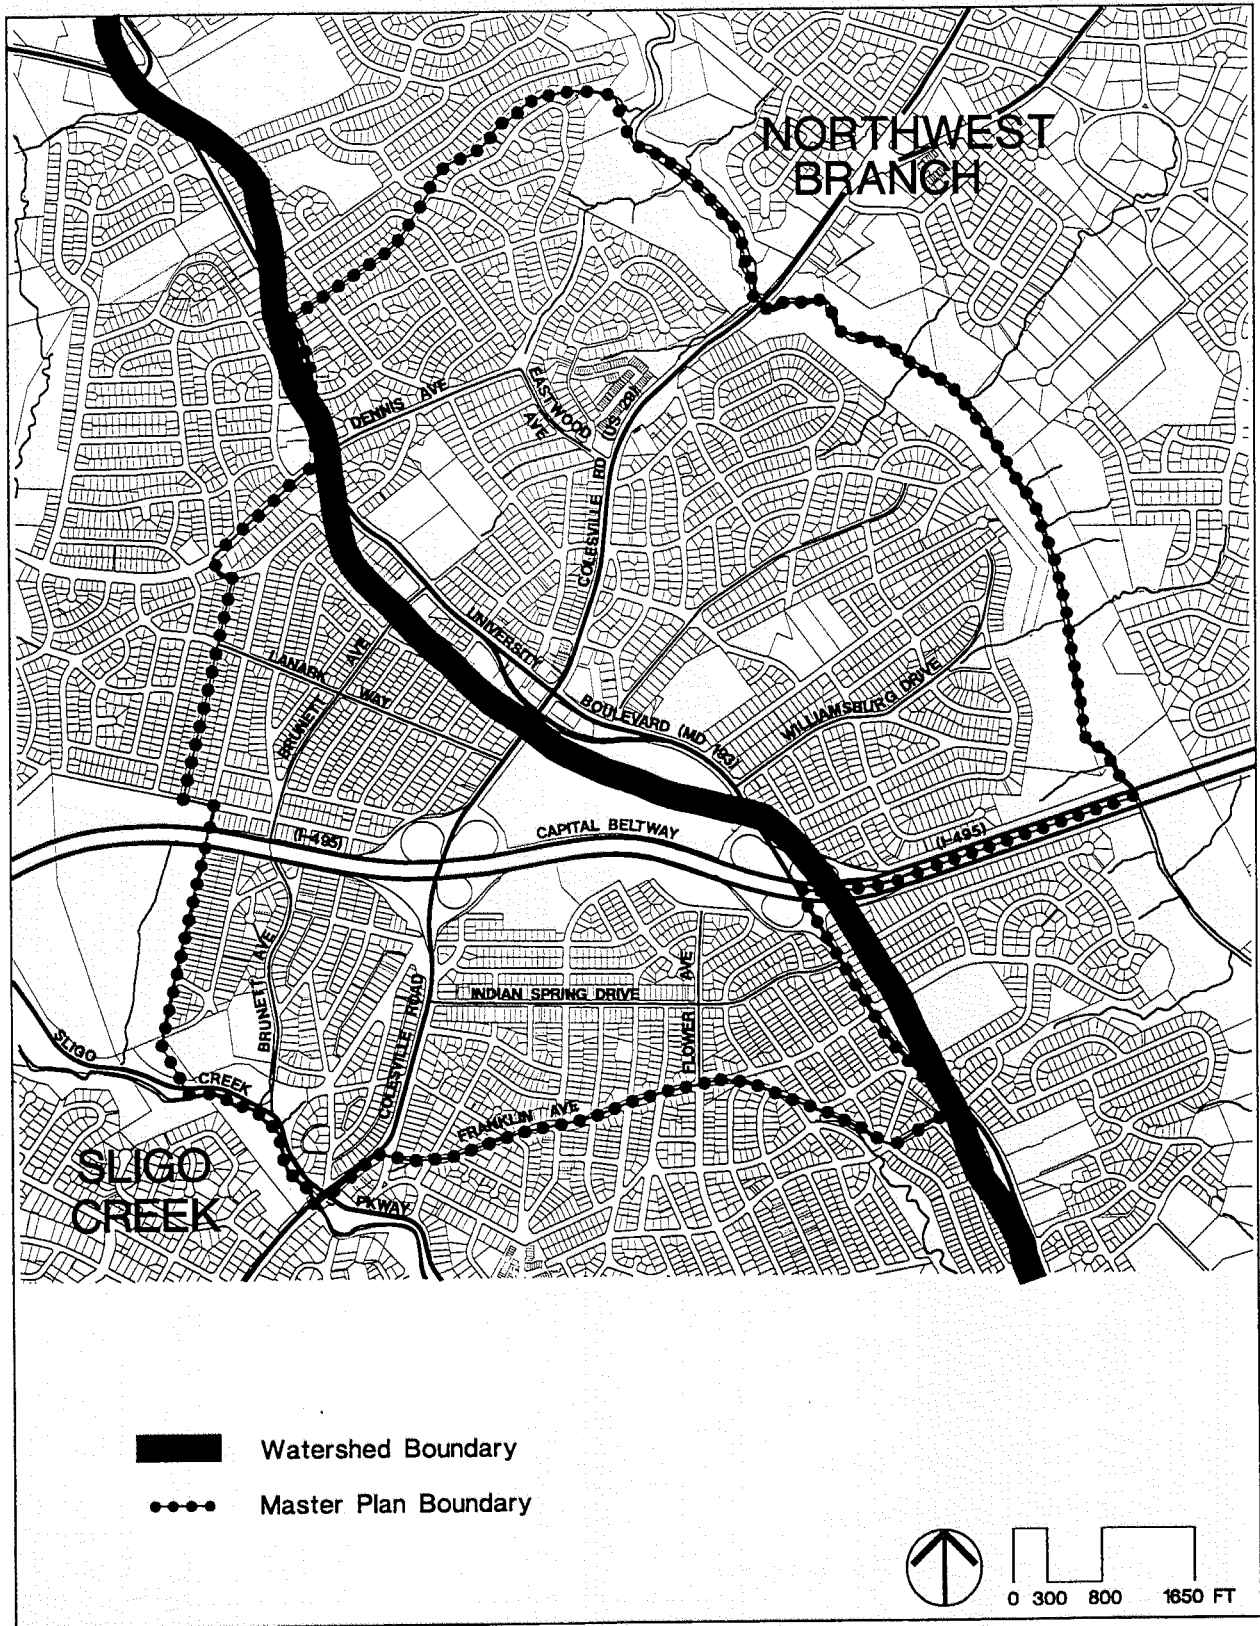 NORTHWEST
BRANCH
DENNIS AVE
EASTWOOD
AVE
(US 29)
COLESVILLE RD
UNIVERSITY
BOULEVARD (MD 193)
LANARK WAY
BRUNETT AVE
WILLIAMSBURG DRIVE
CAPITAL BELTWAY
(I-495)
(I-495)
BRUNETT AVE
INDIAN SPRING DRIVE
FLOWER AVE
COLESVILLE ROAD
SLIGO
CREEK
FRANKLIN AVE
PKWAY
SLIGO
CREEK
Watershed Boundary
Master Plan Boundary
0 300 800 1650 FT